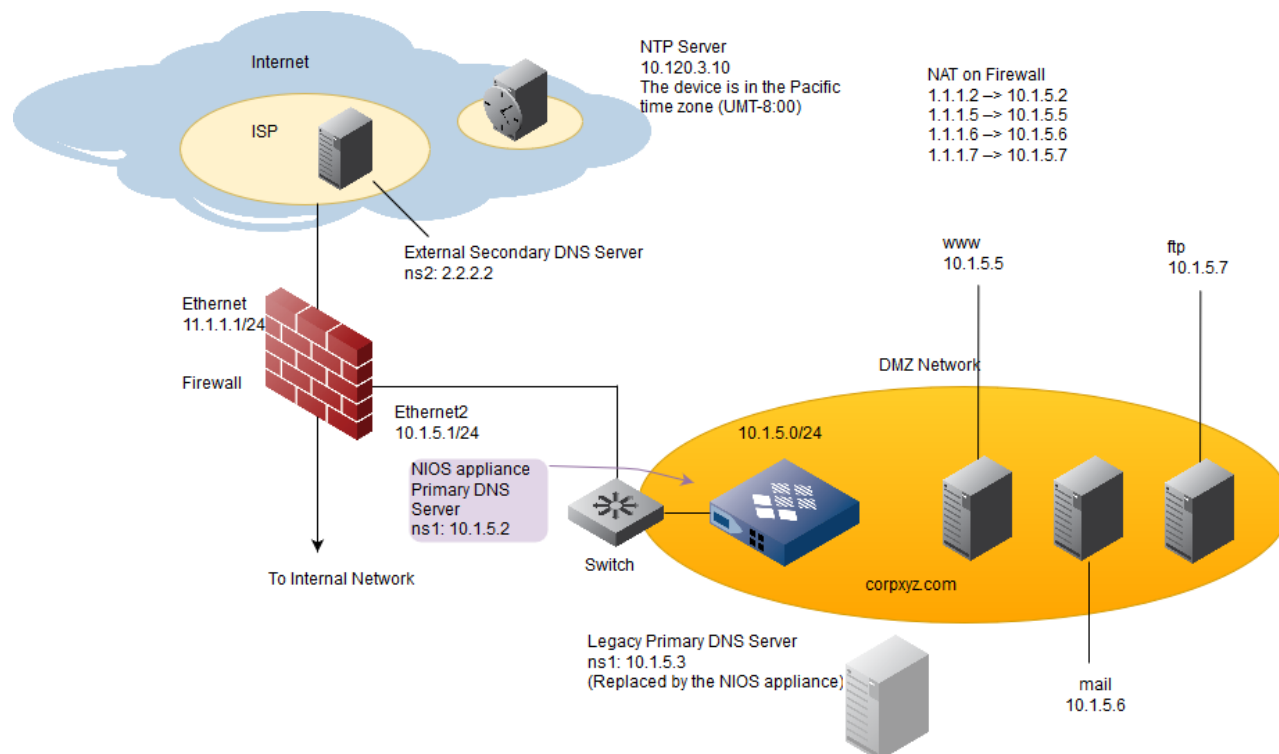 Internet
ISP
NTP Server
10.120.3.10
The device is in the Pacific
time zone (UMT-8:00)
NAT on Firewall
1.1.1.2 –> 10.1.5.2
1.1.1.5 –> 10.1.5.5
1.1.1.6 –> 10.1.5.6
1.1.1.7 –> 10.1.5.7
External Secondary DNS Server
ns2: 2.2.2.2
www
10.1.5.5
ftp
10.1.5.7
Ethernet
11.1.1.1/24
Firewall
Ethernet2
10.1.5.1/24
DMZ Network
10.1.5.0/24
NIOS appliance
Primary DNS
Server
ns1: 10.1.5.2
Switch
To Internal Network
corpxyz.com
Legacy Primary DNS Server
ns1: 10.1.5.3
(Replaced by the NIOS appliance)
mail
10.1.5.6